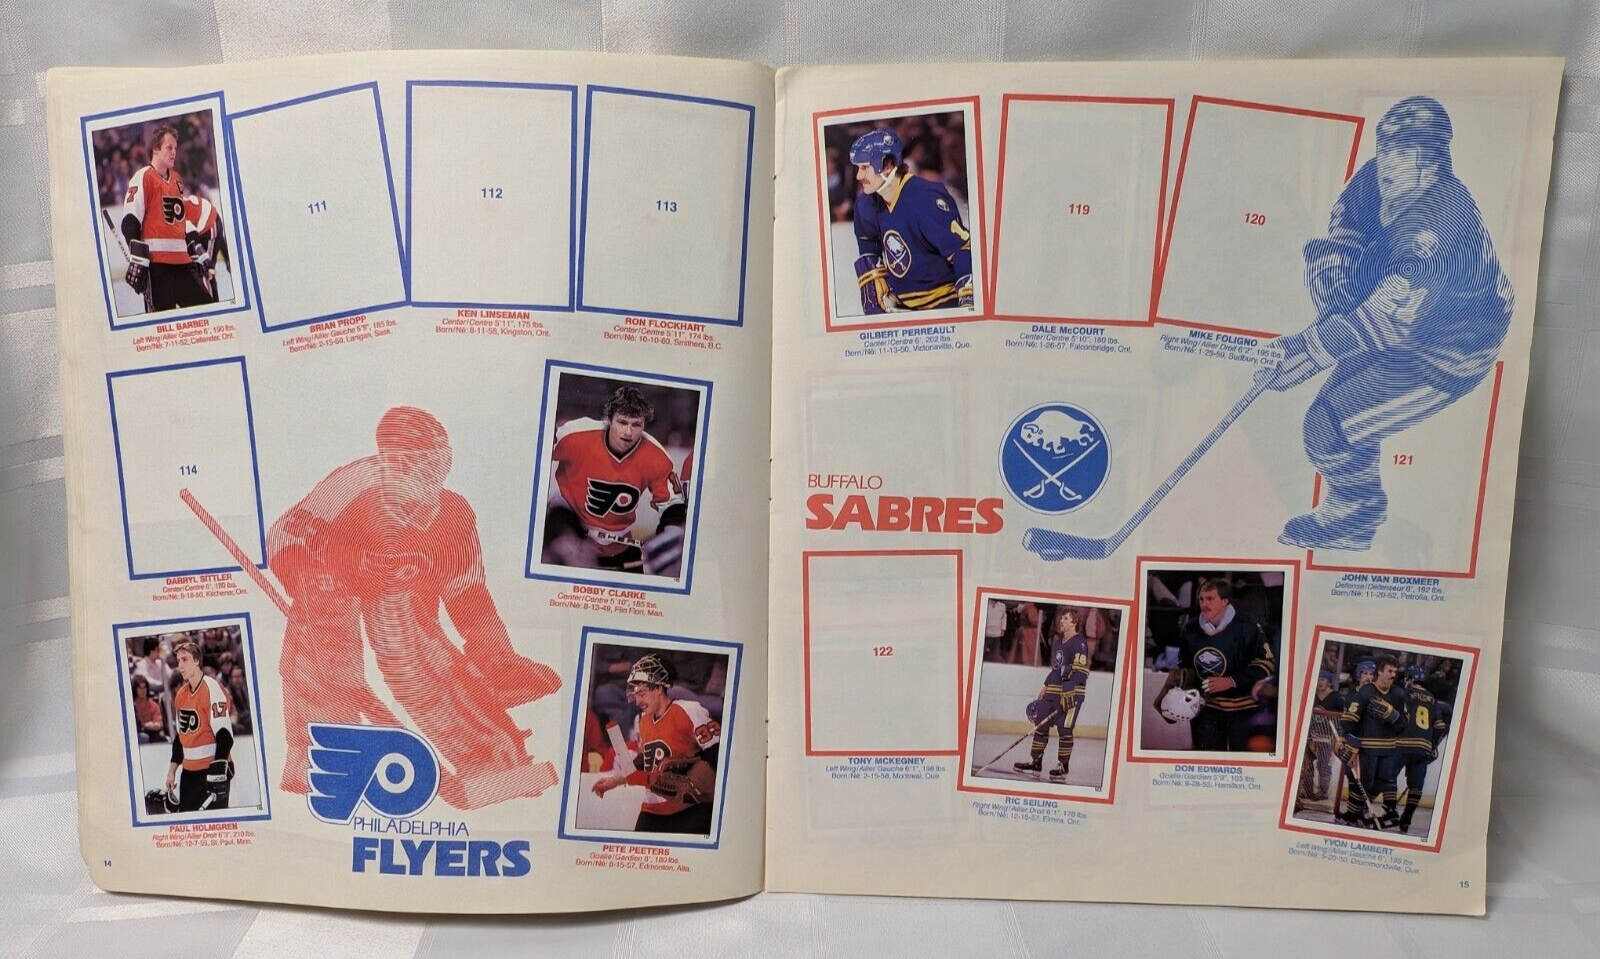 7
BILL BARBER
Left Wing/Ailier Gauche 6', 190 lbs.
Born/Né: 7-11-52, Callander, Ont.
111
BRIAN PROPP
Left Wing/Ailier Gauche 5'9", 185 lbs.
Born/Né: 2-15-59, Lanigan, Sask.
112
KEN LINSEMAN
Center/Centre 5'11", 175 lbs.
Born/Né: 8-11-58, Kingston, Ont.
113
RON FLOCKHART
Center/Centre 5'11", 174 lbs.
Born/Né: 10-10-60, Smithers, B.C.
114
DARRYL SITTLER
Center/Centre 6', 190 lbs.
Born/Né: 9-18-50, Kitchener, Ont.
SHER-W
BOBBY CLARKE
Center/Centre 5'10", 185 lbs.
Born/Né: 8-13-49, Flin Flon, Man.
17
PAUL HOLMGREN
Right Wing/Ailier Droit 6'3", 210 lbs.
Born/Né: 12-7-55, St. Paul, Minn.
PHILADELPHIA
FLYERS
33
PETE PEETERS
Goalie/Gardien 6', 180 lbs.
Born/Né: 8-15-57, Edmonton, Alta.
14
GILBERT PERREAULT
Center/Centre 6', 202 lbs.
Born/Né: 11-13-50, Victoriaville, Que.
119
DALE McCOURT
Center/Centre 5'10", 180 lbs.
Born/Né: 1-26-57, Falconbridge, Ont.
120
MIKE FOLIGNO
Right Wing/Ailier Droit 6'2", 195 lbs.
Born/Né: 1-29-59, Sudbury, Ont.
BUFFALO
SABRES
121
JOHN VAN BOXMEER
Defense/Defenseur 6', 192 lbs.
Born/Né: 11-20-52, Petrolia, Ont.
122
TONY MCKEGNEY
Left Wing/Ailier Gauche 6'1", 198 lbs.
Born/Né: 2-15-58, Montreal, Que.
RIC SEILING
Right Wing/Ailier Droit 6'1", 178 lbs.
Born/Né: 12-15-57, Elmira, Ont.
DON EDWARDS
Goalie/Gardien 5'9", 165 lbs.
Born/Né: 9-28-55, Hamilton, Ont.
8
YVON LAMBERT
Left Wing/Ailier Gauche 6', 195 lbs.
Born/Né: 5-20-50, Drummondville, Que.
15